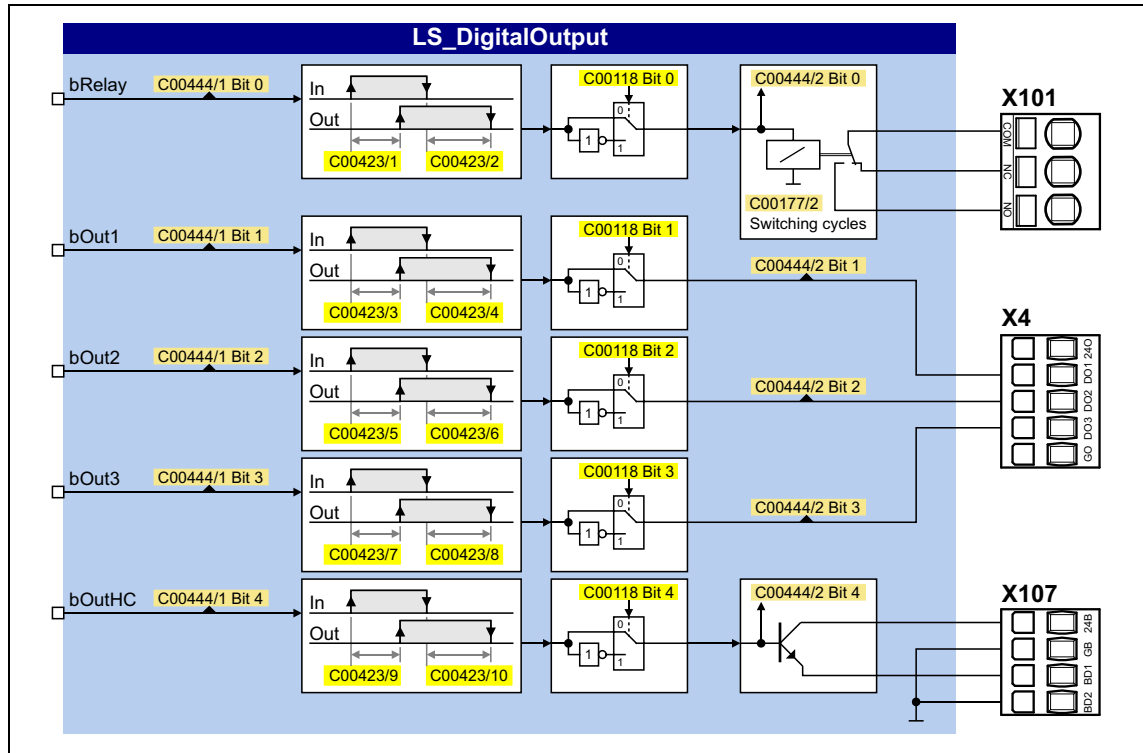 LS_DigitalOutput
bRelay
C00444/1 Bit 0
In
Out
C00423/1
C00423/2
C00118 Bit 0
0
1
1
C00444/2 Bit 0
C00177/2
Switching cycles
X101
COM
NC
NO
bOut1
C00444/1 Bit 1
In
Out
C00423/3
C00423/4
C00118 Bit 1
0
1
1
C00444/2 Bit 1
X4
24O
DO1
DO2
DO3
GO
bOut2
C00444/1 Bit 2
In
Out
C00423/5
C00423/6
C00118 Bit 2
0
1
1
C00444/2 Bit 2
bOut3
C00444/1 Bit 3
In
Out
C00423/7
C00423/8
C00118 Bit 3
0
1
1
C00444/2 Bit 3
bOutHC
C00444/1 Bit 4
In
Out
C00423/9
C00423/10
C00118 Bit 4
0
1
1
C00444/2 Bit 4
X107
24B
GB
BD1
BD2